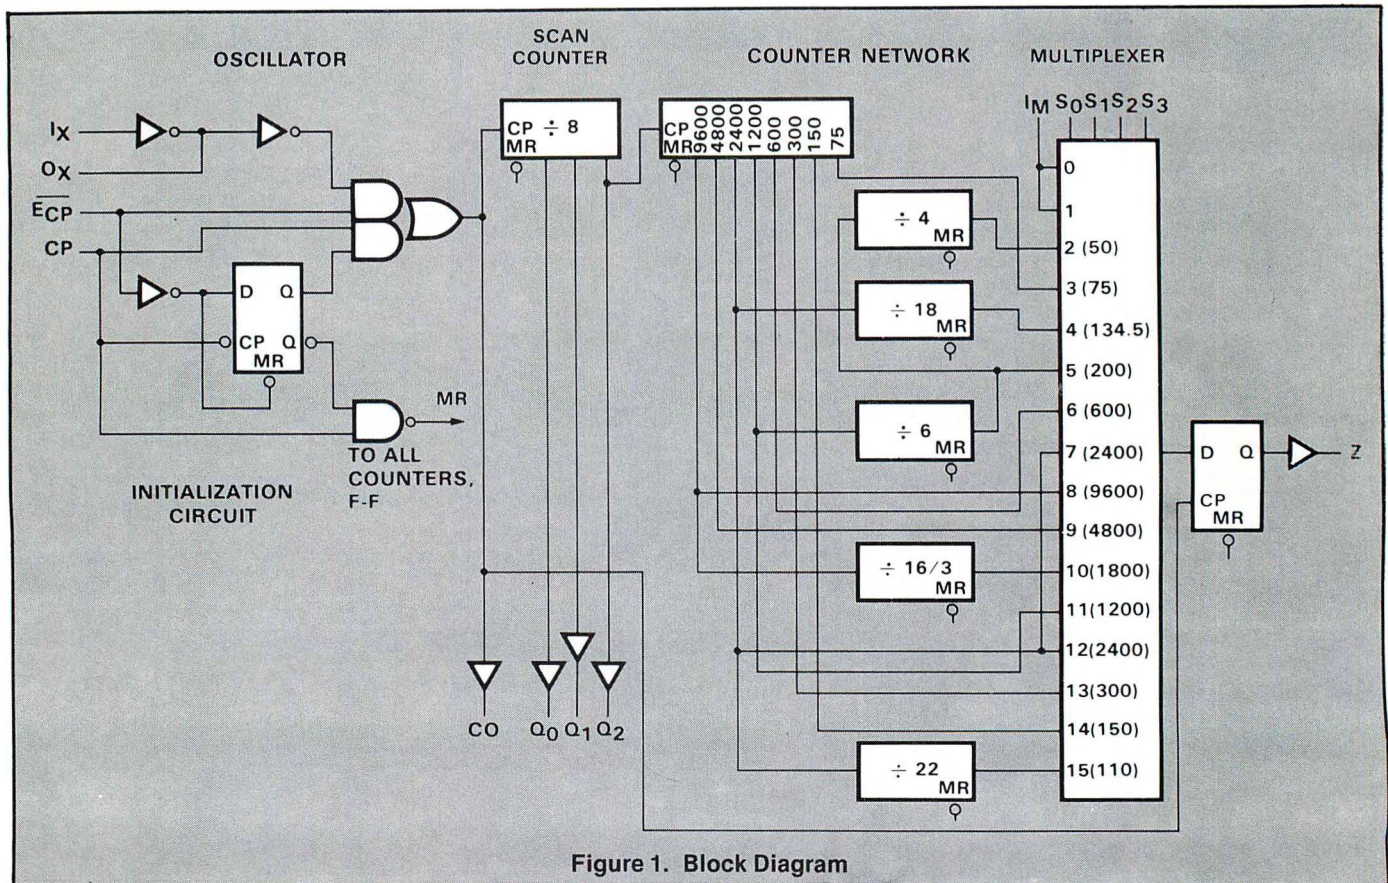 OSCILLATOR
SCAN
COUNTER
COUNTER NETWORK
MULTIPLEXER
IX
OX
ECP
CP
D Q
CP Q
MR
MR
TO ALL
COUNTERS,
F-F
INITIALIZATION
CIRCUIT
CP ÷ 8
MR
CO Q0 Q1 Q2
CP
MR
9600
4800
2400
1200
600
300
150
75
÷ 4
MR
÷ 18
MR
÷ 6
MR
÷ 16/3
MR
÷ 22
MR
IM S0 S1 S2 S3
0
1
2 (50)
3 (75)
4 (134.5)
5 (200)
6 (600)
7 (2400)
8 (9600)
9 (4800)
10(1800)
11(1200)
12(2400)
13(300)
14(150)
15(110)
D Q
CP
MR
Z
Figure 1. Block Diagram